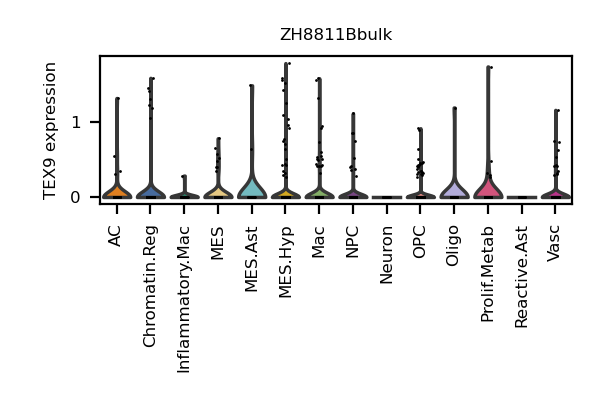 ZH8811Bbulk
TEX9 expression
1
0
AC
Chromatin.Reg
Inflammatory.Mac
MES
MES.Ast
MES.Hyp
Mac
NPC
Neuron
OPC
Oligo
Prolif.Metab
Reactive.Ast
Vasc